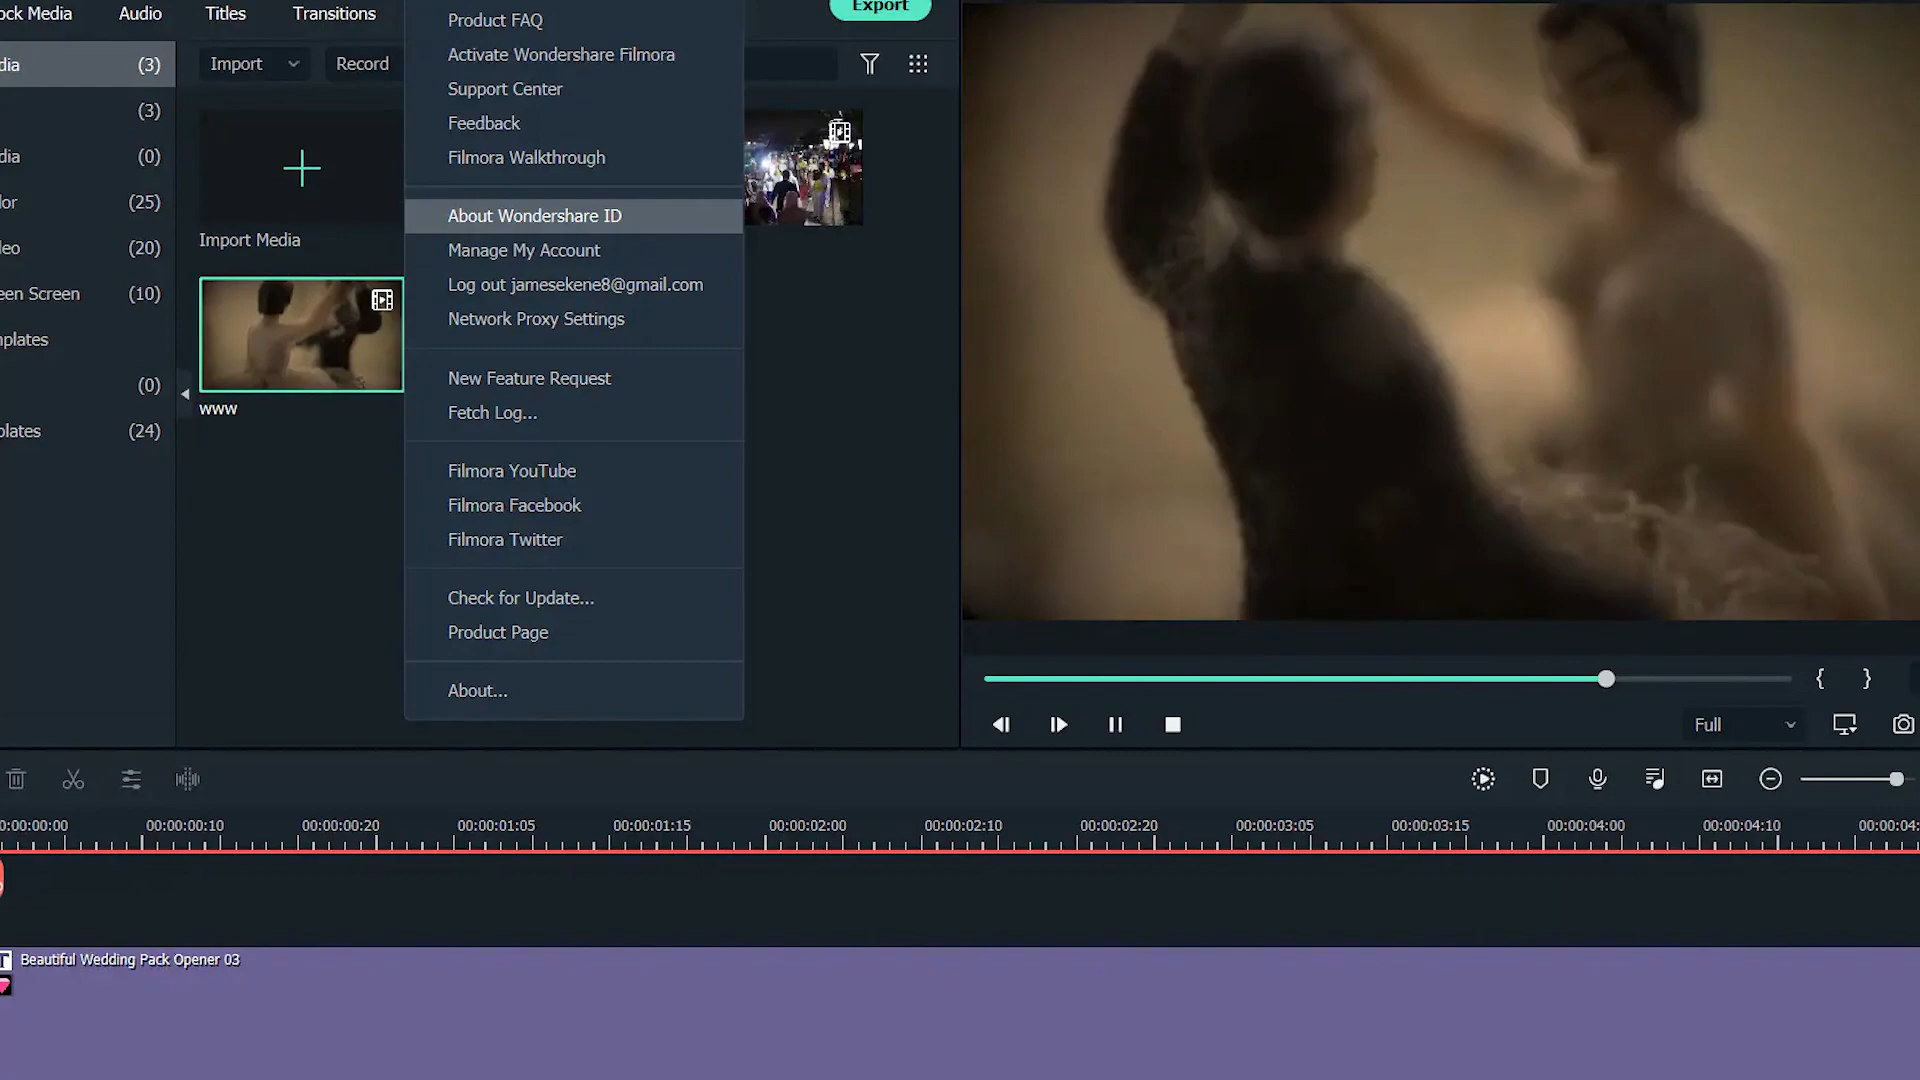 ock Media
Audio
Titles
Transitions
Export
dia (3)
(3)
dia (0)
lor (25)
leo (20)
een Screen (10)
nplates
(0)
plates (24)
Import
Record
Import Media
www
Product FAQ
Activate Wondershare Filmora
Support Center
Feedback
Filmora Walkthrough
About Wondershare ID
Manage My Account
Log out jamesekene8@gmail.com
Network Proxy Settings
New Feature Request
Fetch Log...
Filmora YouTube
Filmora Facebook
Filmora Twitter
Check for Update...
Product Page
About...
{ }
Full
0:00:00:00 00:00:00:10 00:00:00:20 00:00:01:05 00:00:01:15 00:00:02:00 00:00:02:10 00:00:02:20 00:00:03:05 00:00:03:15 00:00:04:00 00:00:04:10 00:00:04:
Beautiful Wedding Pack Opener 03